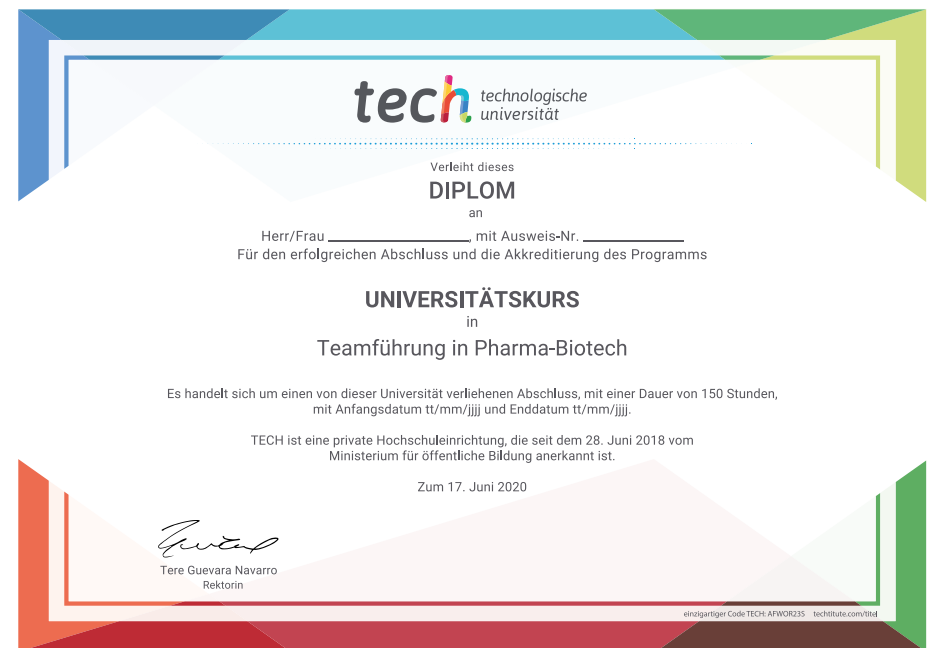 tech technologische
universität
Verleiht dieses
DIPLOM
an
Herr/Frau ____________________, mit Ausweis-Nr. ______________
Für den erfolgreichen Abschluss und die Akkreditierung des Programms
UNIVERSITÄTSKURS
in
Teamführung in Pharma-Biotech
Es handelt sich um einen von dieser Universität verliehenen Abschluss, mit einer Dauer von 150 Stunden,
mit Anfangsdatum tt/mm/jjjj und Enddatum tt/mm/jjjj.
TECH ist eine private Hochschuleinrichtung, die seit dem 28. Juni 2018 vom
Ministerium für öffentliche Bildung anerkannt ist.
Zum 17. Juni 2020
Tere Guevara Navarro
Rektorin
einzigartiger Code TECH: AFWOR23S techtitute.com/titel